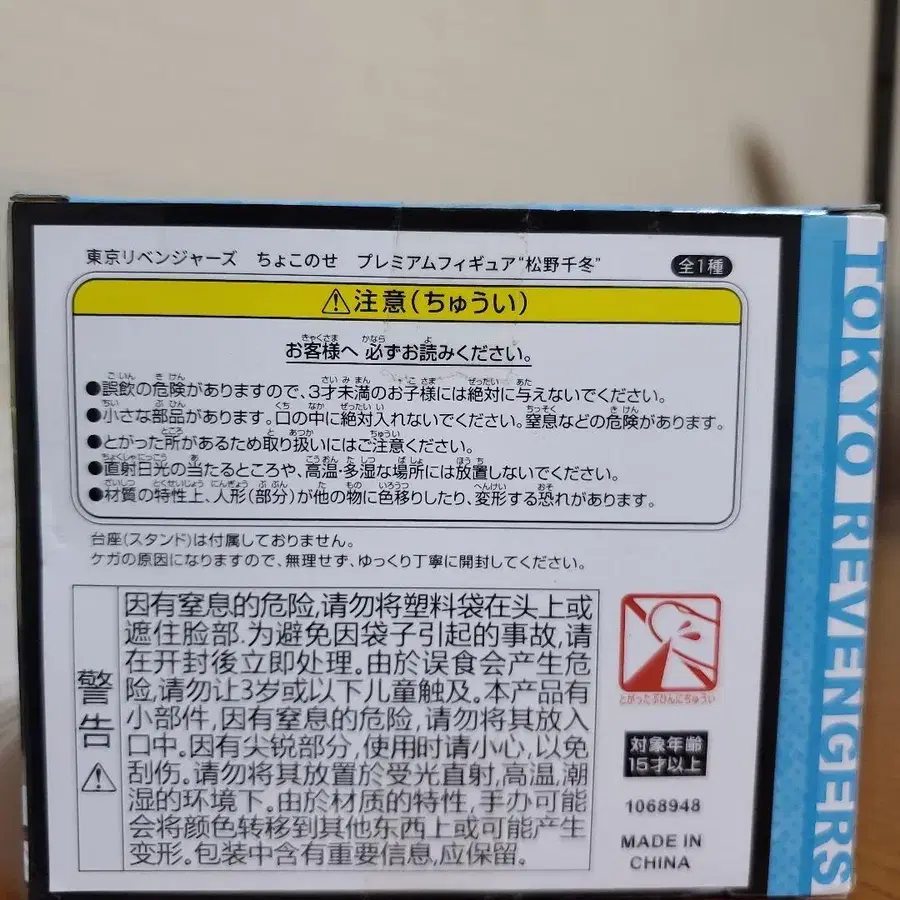 東京リベンジャーズ ちょこのせ プレミアムフィギュア“松野千冬” 全1種
注意(ちゅうい)
お客様へ 必ずお読みください。
●誤飲の危険がありますので、3才未満のお子様には絶対に与えないでください。
●小さな部品があります。口の中に絶対入れないでください。窒息などの危険があります。
●とがった所があるため取り扱いにはご注意ください。
●直射日光の当たるところや、高温・多湿な場所には放置しないでください。
●材質の特性上、人形(部分)が他の物に色移りしたり、変形する恐れがあります。
台座(スタンド)は付属しておりません。
ケガの原因になりますので、無理せず、ゆっくり丁寧に開封してください。
警告
因有窒息的危险,请勿将塑料袋在头上或
遮住脸部.为避免因袋子引起的事故,请
在开封後立即处理。由於误食会产生危
险,请勿让3岁或以下儿童触及。本产品有
小部件,因有窒息的危险,请勿将其放入
口中。因有尖锐部分,使用时请小心,以免
刮伤。请勿将其放置於受光直射,高温,潮
湿的环境下。由於材质的特性,手办可能
会将颜色转移到其他东西上或可能产生
变形。包装中含有重要信息,应保留。
とがったぶひんにちゅうい
対象年齢
15才以上
1068948
MADE IN
CHINA
TOKYO REVENGERS